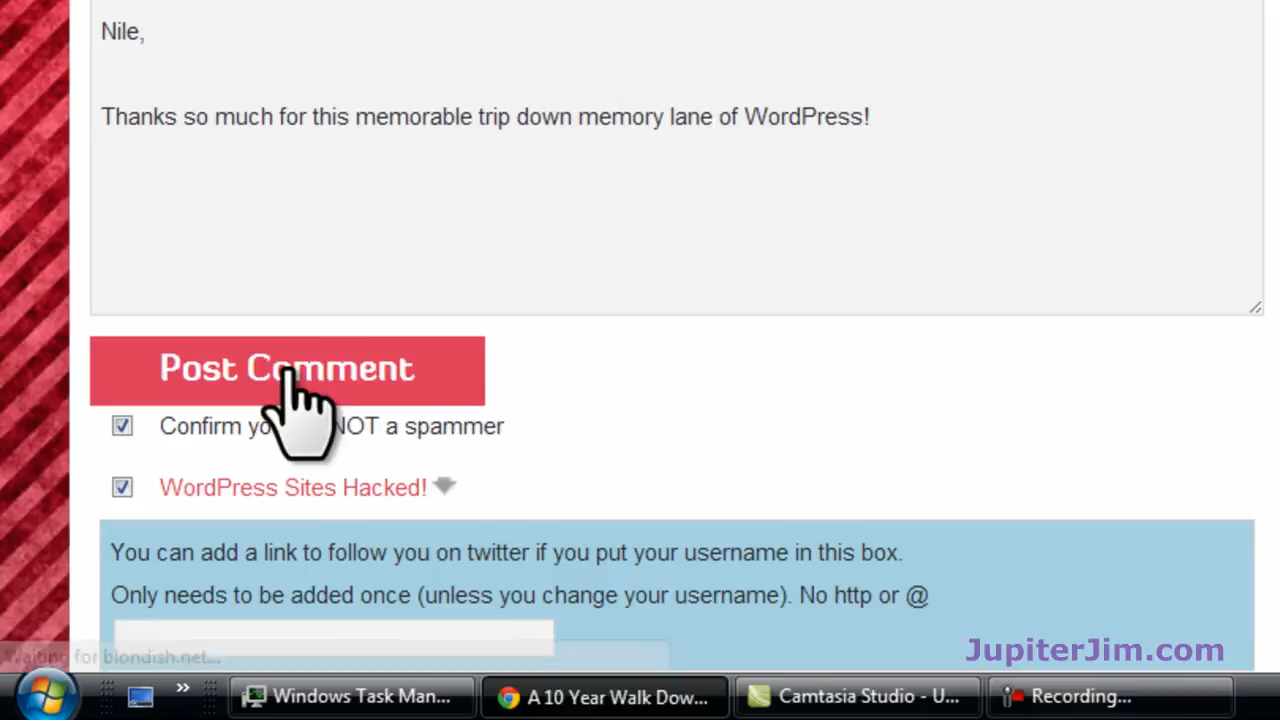 Nile,
Thanks so much for this memorable trip down memory lane of WordPress!
Post Comment
Confirm you NOT a spammer
WordPress Sites Hacked!
You can add a link to follow you on twitter if you put your username in this box.
Only needs to be added once (unless you change your username). No http or @
JupiterJim.com
Waiting for blondish.net...
»
Windows Task Man...
A 10 Year Walk Dow...
Camtasia Studio - U...
Recording...